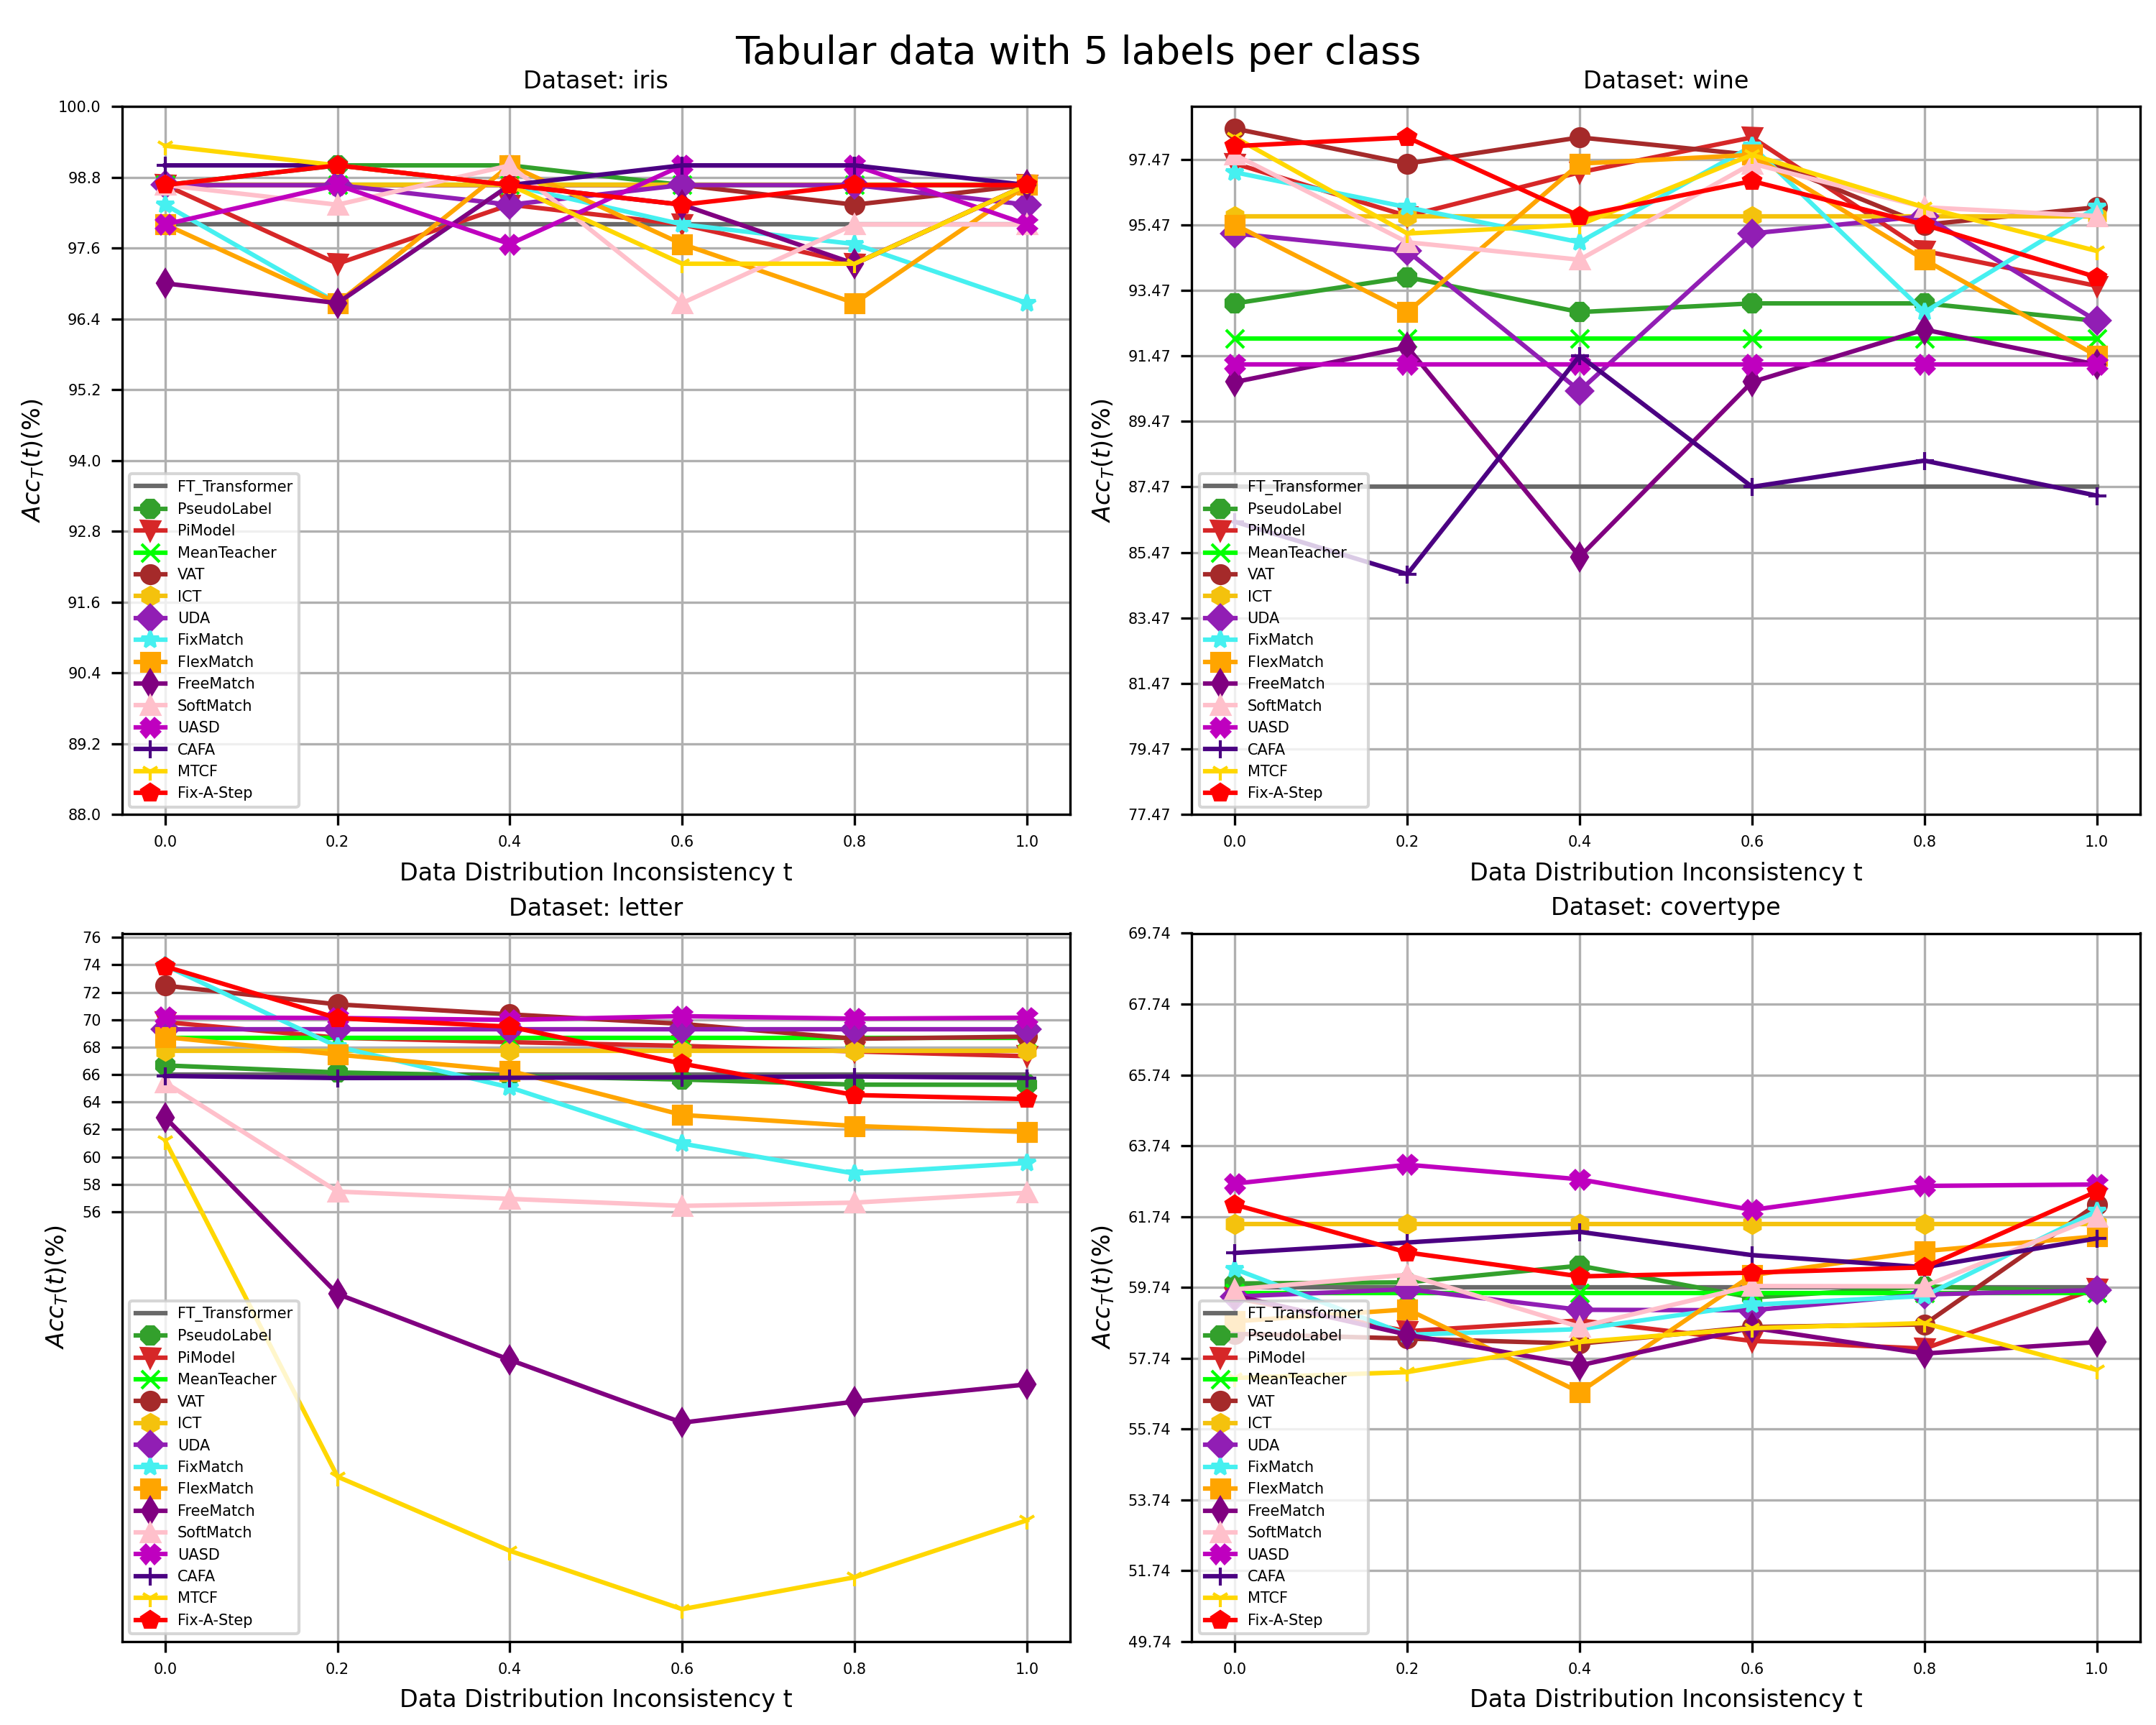 Tabular data with 5 labels per class
Dataset: iris
100.0
98.8
97.6
96.4
95.2
94.0
92.8
91.6
90.4
89.2
88.0
Acc_T(t)(%)
FT_Transformer
PseudoLabel
PiModel
MeanTeacher
VAT
ICT
UDA
FixMatch
FlexMatch
FreeMatch
SoftMatch
UASD
CAFA
MTCF
Fix-A-Step
0.0 0.2 0.4 0.6 0.8 1.0
Data Distribution Inconsistency t
Dataset: wine
97.47
95.47
93.47
91.47
89.47
87.47
85.47
83.47
81.47
79.47
77.47
Acc_T(t)(%)
FT_Transformer
PseudoLabel
PiModel
MeanTeacher
VAT
ICT
UDA
FixMatch
FlexMatch
FreeMatch
SoftMatch
UASD
CAFA
MTCF
Fix-A-Step
0.0 0.2 0.4 0.6 0.8 1.0
Data Distribution Inconsistency t
Dataset: letter
76
74
72
70
68
66
64
62
60
58
56
Acc_T(t)(%)
FT_Transformer
PseudoLabel
PiModel
MeanTeacher
VAT
ICT
UDA
FixMatch
FlexMatch
FreeMatch
SoftMatch
UASD
CAFA
MTCF
Fix-A-Step
0.0 0.2 0.4 0.6 0.8 1.0
Data Distribution Inconsistency t
Dataset: covertype
69.74
67.74
65.74
63.74
61.74
59.74
57.74
55.74
53.74
51.74
49.74
Acc_T(t)(%)
FT_Transformer
PseudoLabel
PiModel
MeanTeacher
VAT
ICT
UDA
FixMatch
FlexMatch
FreeMatch
SoftMatch
UASD
CAFA
MTCF
Fix-A-Step
0.0 0.2 0.4 0.6 0.8 1.0
Data Distribution Inconsistency t